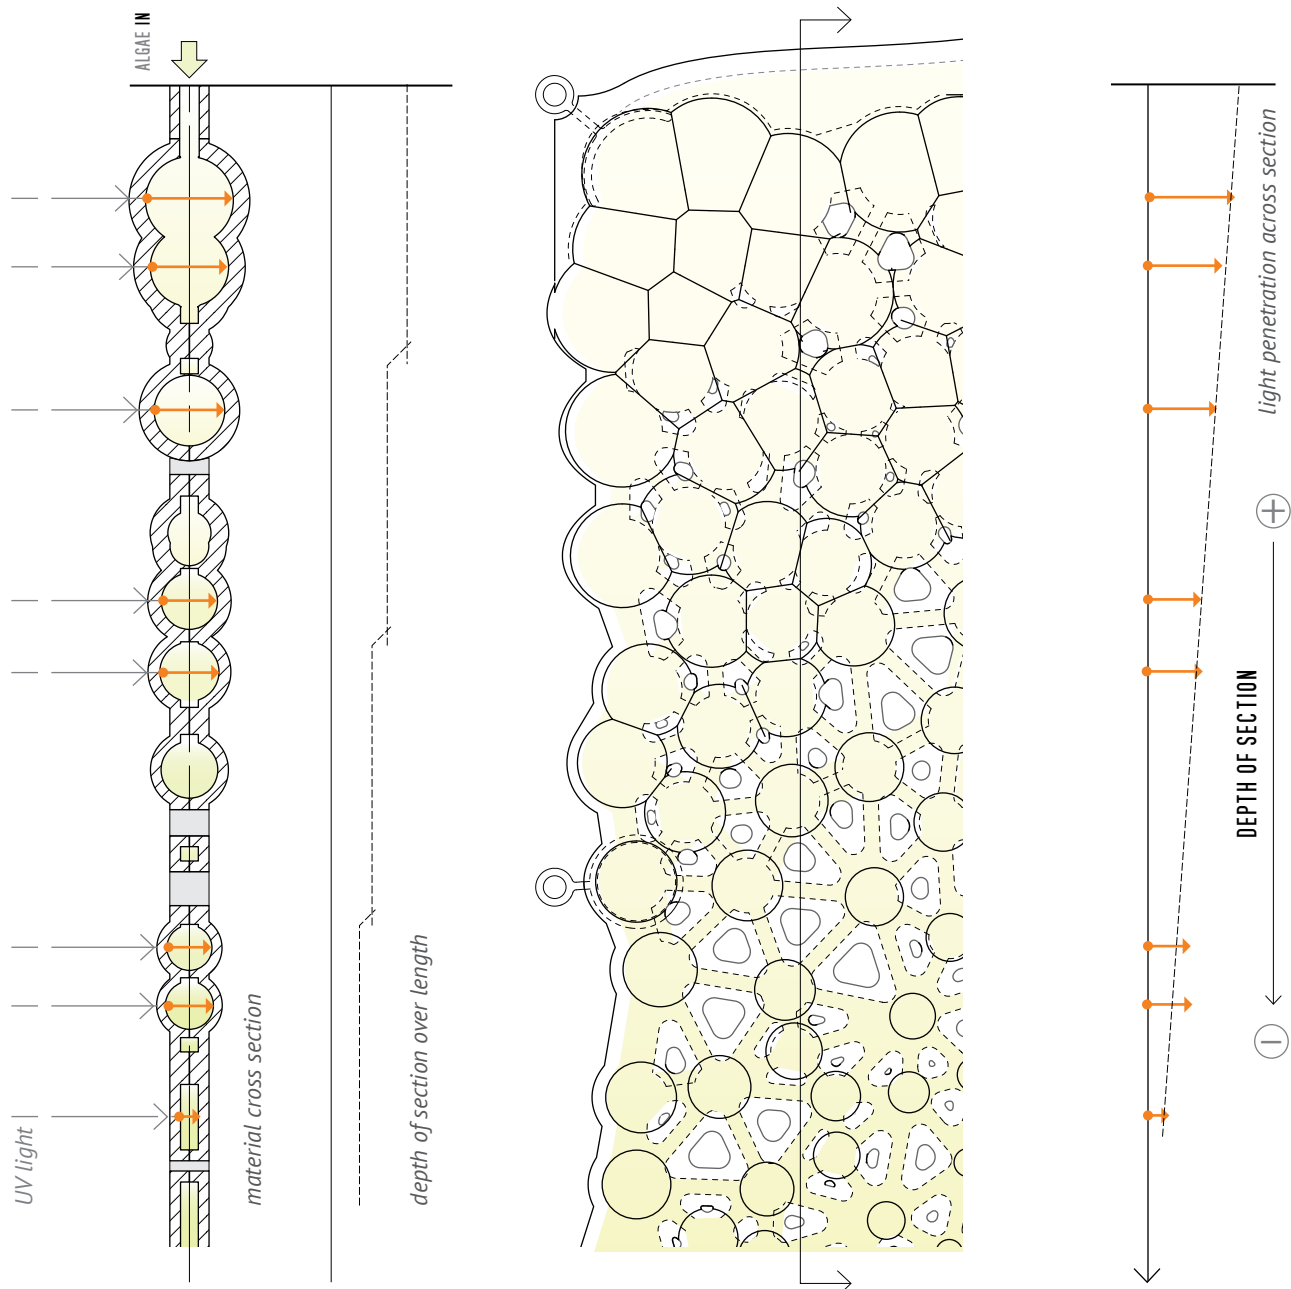 ALGAE IN
UV light
material cross section
depth of section over length
light penetration across section
DEPTH OF SECTION